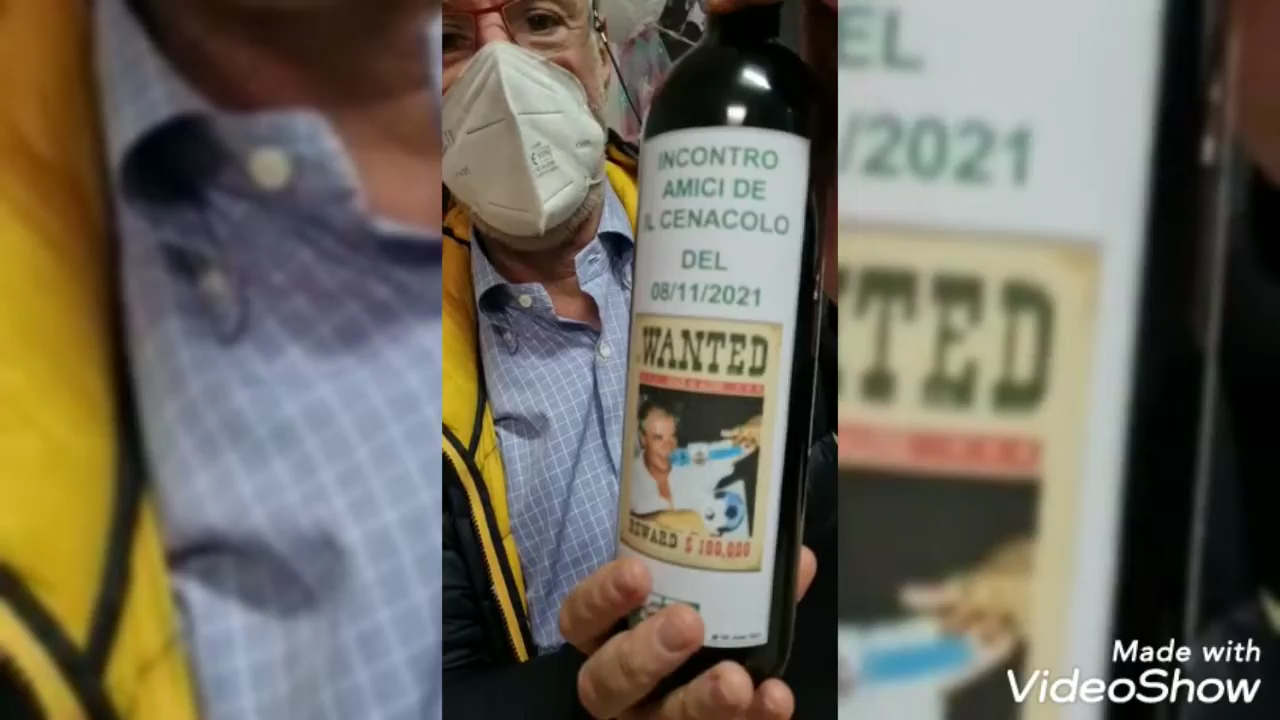 INCONTRO
AMICI DE
IL CENACOLO
DEL
08/11/2021
WANTED
REWARD $ 100,000
EL
/2021
TED
Made with
VideoShow